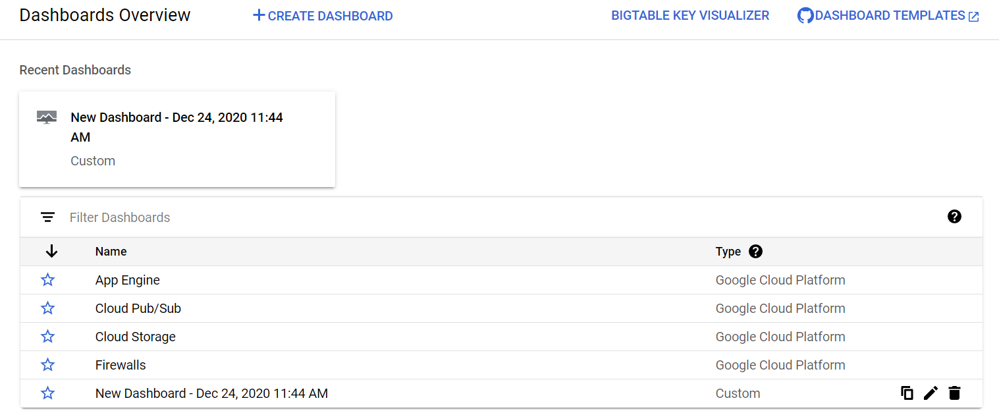 Dashboards Overview
CREATE DASHBOARD
BIGTABLE KEY VISUALIZER
DASHBOARD TEMPLATES
Recent Dashboards
New Dashboard - Dec 24, 2020 11:44
AM
Custom
Filter Dashboards
Name Type
App Engine Google Cloud Platform
Cloud Pub/Sub Google Cloud Platform
Cloud Storage Google Cloud Platform
Firewalls Google Cloud Platform
New Dashboard - Dec 24, 2020 11:44 AM Custom